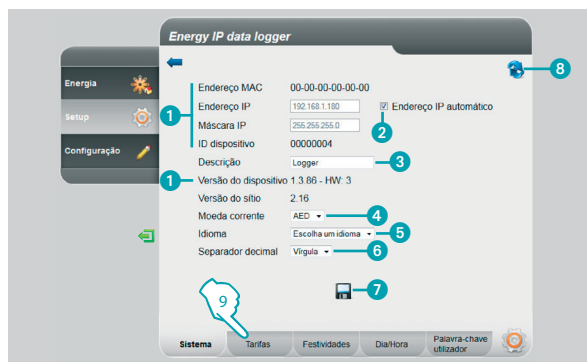 Energy IP data logger
Energia
Setup
Configuração
Endereço MAC 00-00-00-00-00-00
Endereço IP 192.168.1.180 Endereço IP automático
Máscara IP 255.255.255.0
ID dispositivo 00000004
Descrição Logger
Versão do dispositivo 1.3.86 - HW: 3
Versão do sítio 2.16
Moeda corrente AED
Idioma Escolha um idioma
Separador decimal Vírgula
1
2
3
1
4
5
6
7
8
9
Sistema Tarifas Festividades Dia/Hora Palavra-chave
utilizador